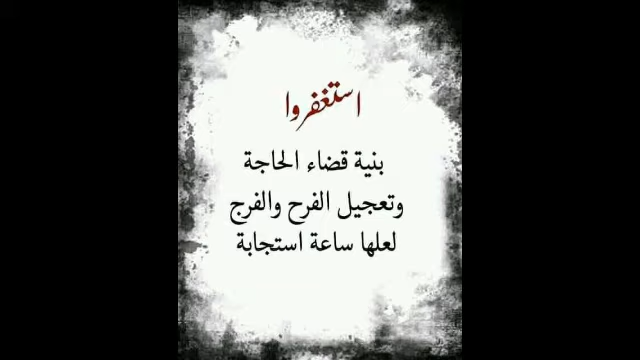 استغفروا
بنية قضاء الحاجة
وتعجيل الفرح والفرج
لعلها ساعة استجابة